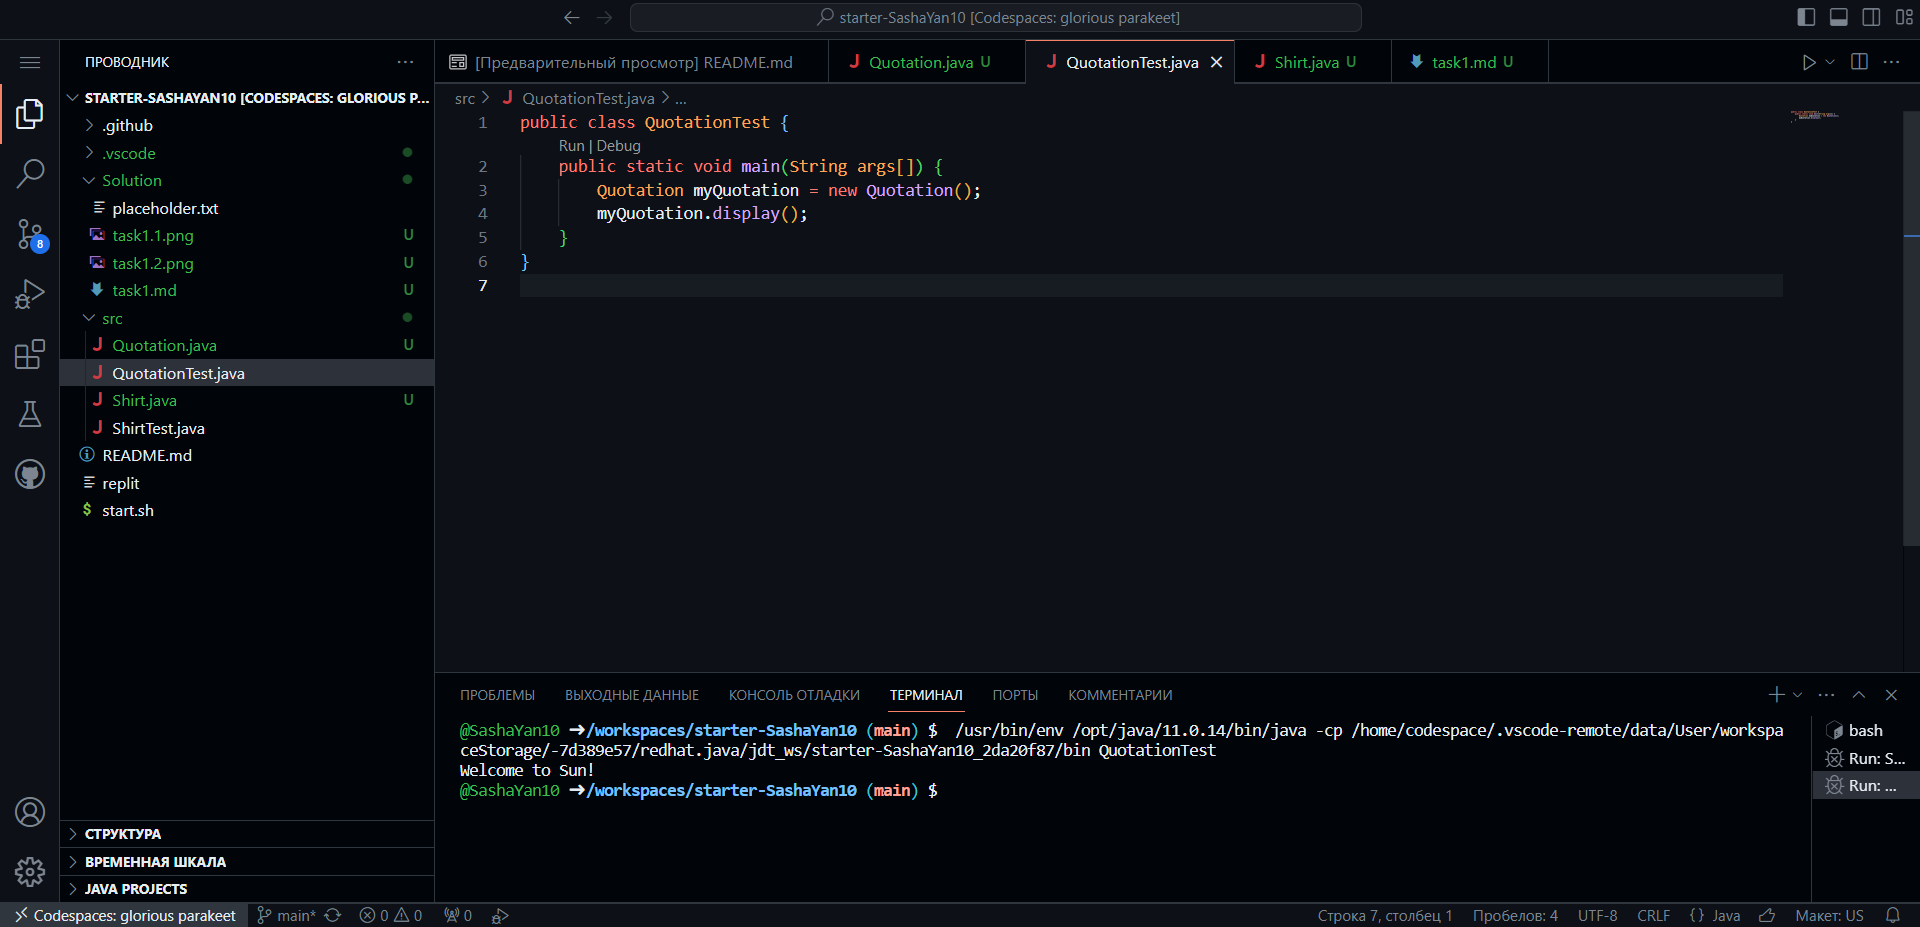 starter-SashaYan10 [Codespaces: glorious parakeet]
ПРОВОДНИК
STARTER-SASHAYAN10 [CODESPACES: GLORIOUS P...
.github
.vscode
Solution
placeholder.txt
task1.1.png U
task1.2.png U
task1.md U
src
Quotation.java U
QuotationTest.java
Shirt.java U
ShirtTest.java
README.md
replit
start.sh
8
СТРУКТУРА
ВРЕМЕННАЯ ШКАЛА
JAVA PROJECTS
[Предварительный просмотр] README.md
Quotation.java U
QuotationTest.java
Shirt.java U
task1.md U
src > QuotationTest.java > ...
1 public class QuotationTest {
Run | Debug
2 public static void main(String args[]) {
3 Quotation myQuotation = new Quotation();
4 myQuotation.display();
5 }
6 }
7
ПРОБЛЕМЫ ВЫХОДНЫЕ ДАННЫЕ КОНСОЛЬ ОТЛАДКИ ТЕРМИНАЛ ПОРТЫ КОММЕНТАРИИ
@SashaYan10 ➜/workspaces/starter-SashaYan10 (main) $  /usr/bin/env /opt/java/11.0.14/bin/java -cp /home/codespace/.vscode-remote/data/User/workspa
ceStorage/-7d389e57/redhat.java/jdt_ws/starter-SashaYan10_2da20f87/bin QuotationTest
Welcome to Sun!
@SashaYan10 ➜/workspaces/starter-SashaYan10 (main) $
bash
Run: S...
Run: ...
Codespaces: glorious parakeet main* 0 0 0
Строка 7, столбец 1 Пробелов: 4 UTF-8 CRLF {} Java Макет: US